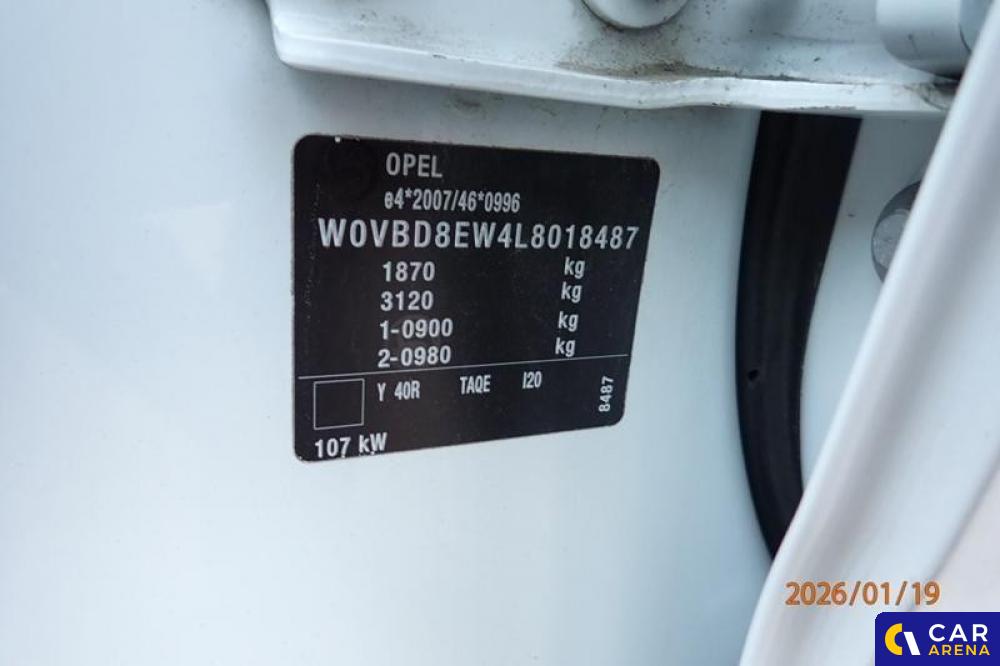 OPEL
e4*2007/46*0996
W0VBD8EW4L8018487
1870 kg
3120 kg
1-0900 kg
2-0980 kg
Y 40R TAQE I20
8487
107 kW
2026/01/19
CAR
ARENA